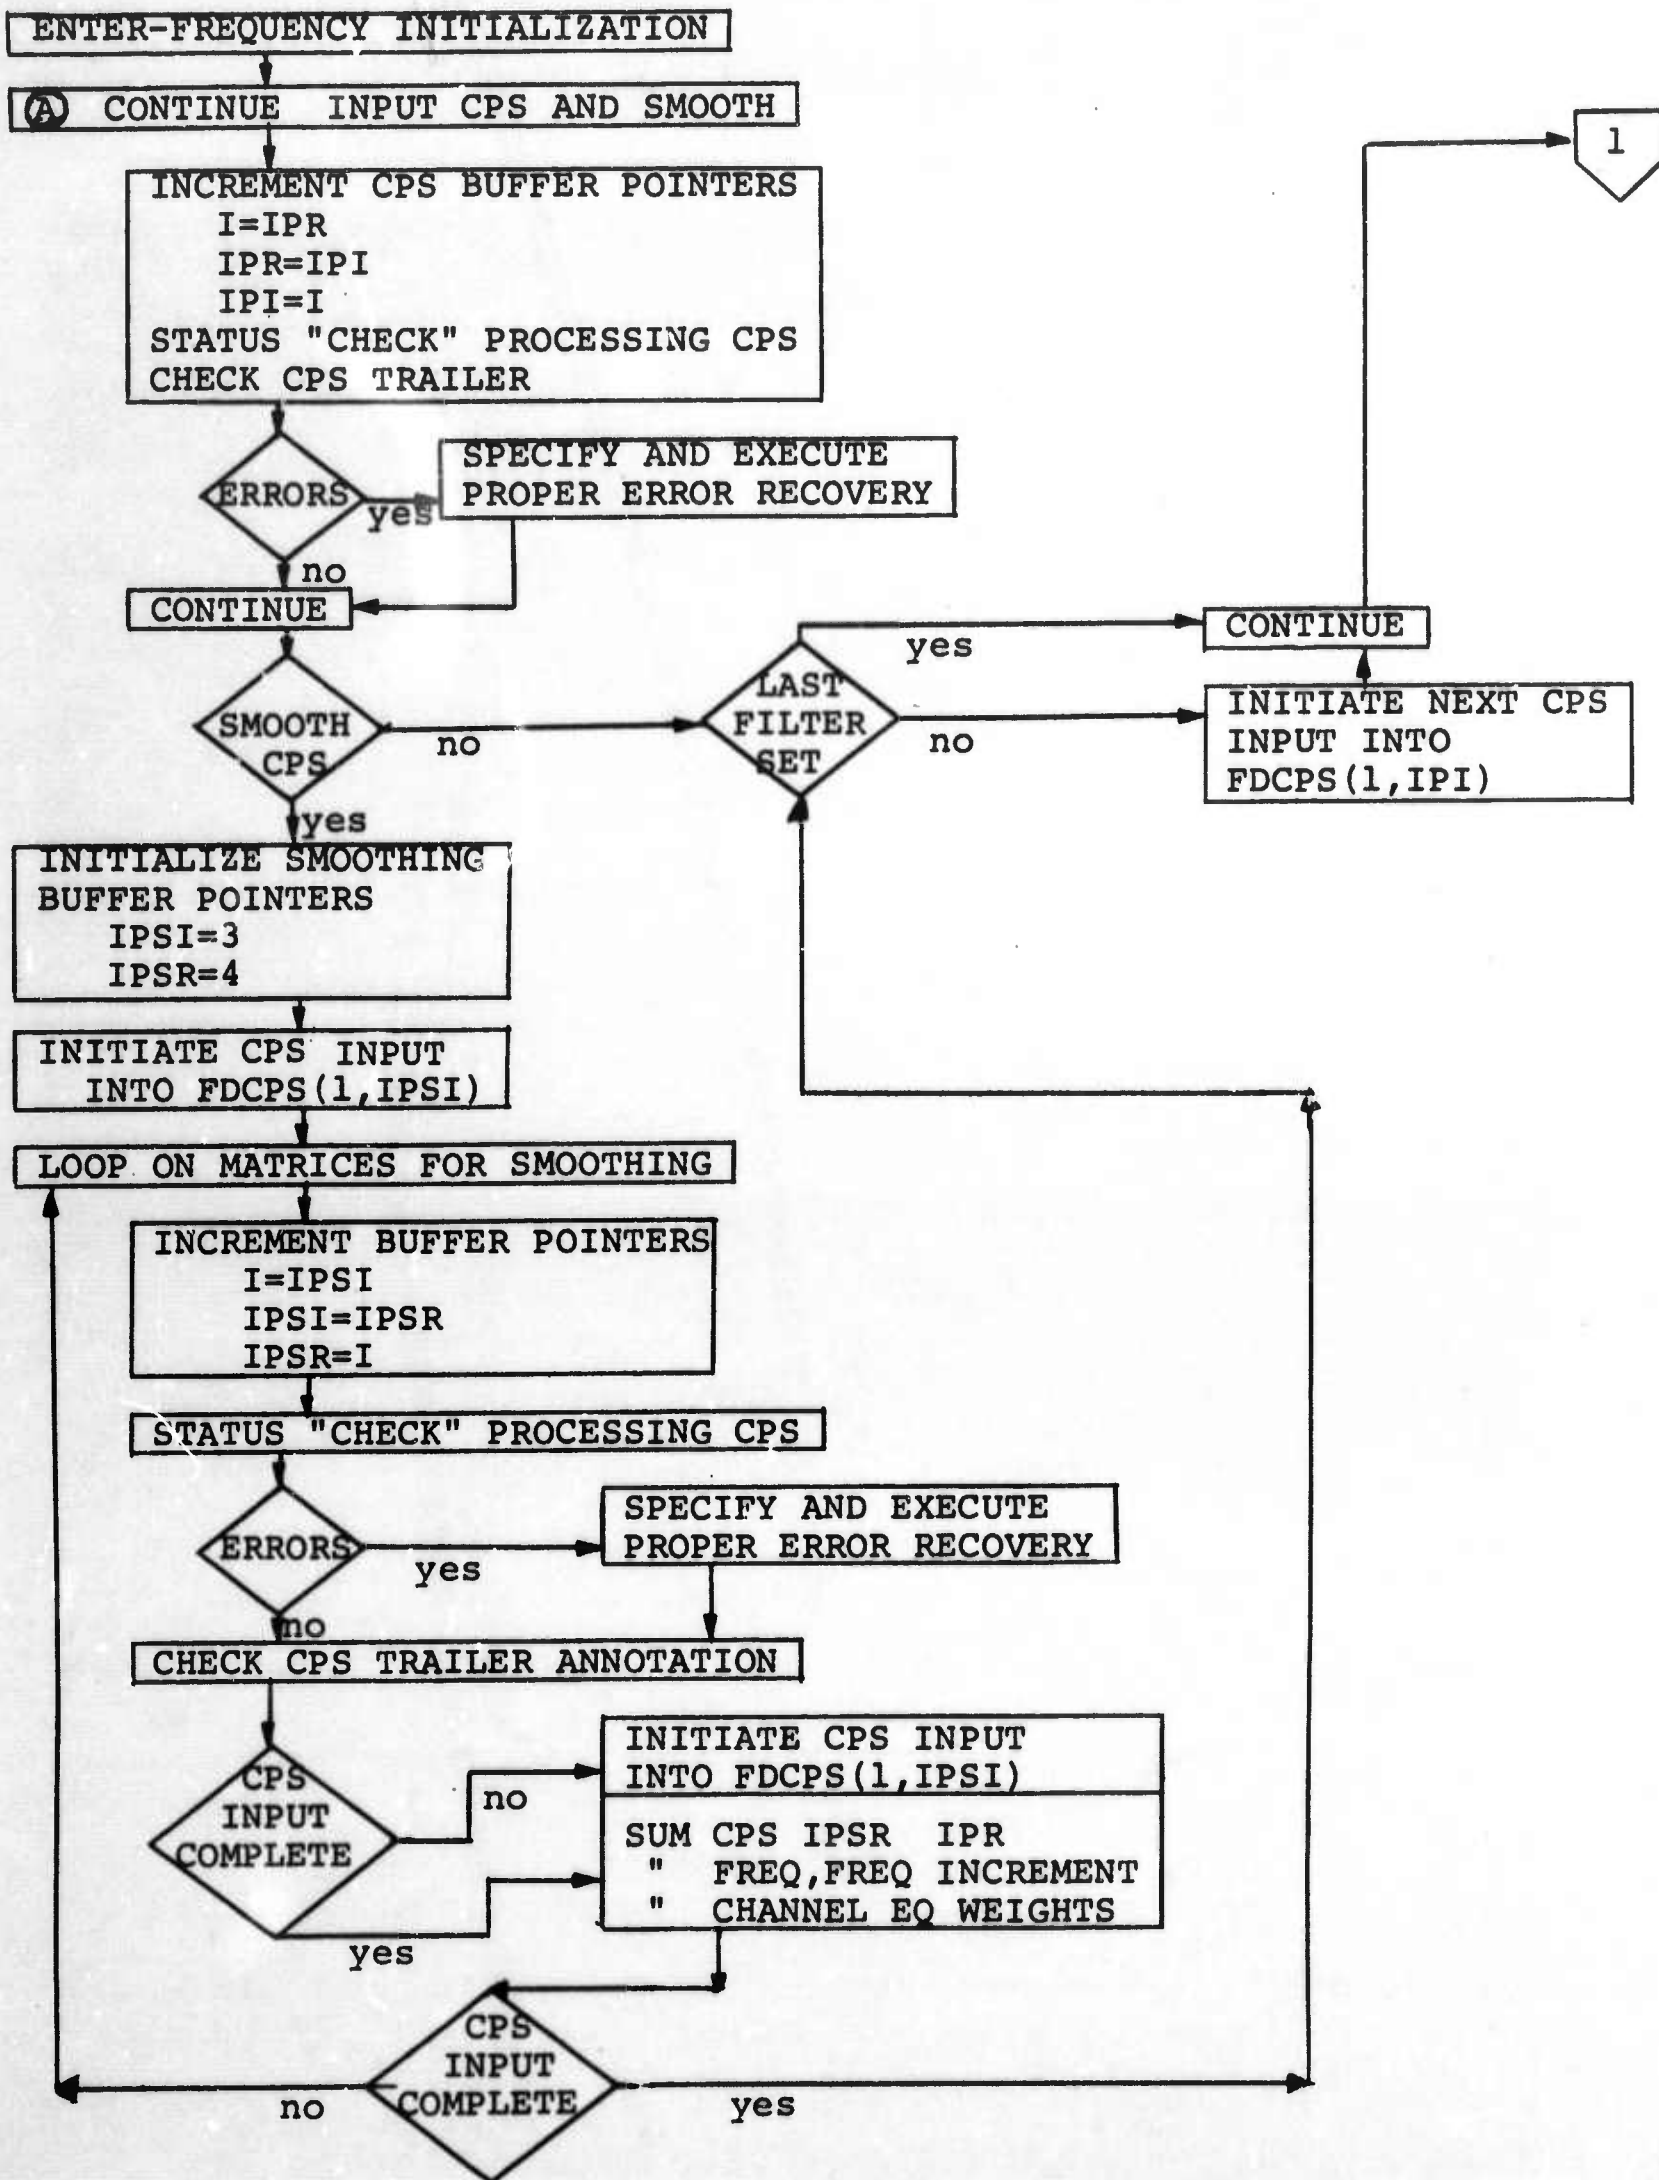 ENTER-FREQUENCY INITIALIZATION
A CONTINUE INPUT CPS AND SMOOTH
1
INCREMENT CPS BUFFER POINTERS
I=IPR
IPR=IPI
IPI=I
STATUS "CHECK" PROCESSING CPS
CHECK CPS TRAILER
ERRORS
yes
SPECIFY AND EXECUTE
PROPER ERROR RECOVERY
no
CONTINUE
SMOOTH
CPS
no
LAST
FILTER
SET
yes
CONTINUE
no
INITIATE NEXT CPS
INPUT INTO
FDCPS(1,IPI)
yes
INITIALIZE SMOOTHING
BUFFER POINTERS
IPSI=3
IPSR=4
INITIATE CPS INPUT
INTO FDCPS(1,IPSI)
LOOP ON MATRICES FOR SMOOTHING
INCREMENT BUFFER POINTERS
I=IPSI
IPSI=IPSR
IPSR=I
STATUS "CHECK" PROCESSING CPS
ERRORS
yes
SPECIFY AND EXECUTE
PROPER ERROR RECOVERY
no
CHECK CPS TRAILER ANNOTATION
CPS
INPUT
COMPLETE
no
INITIATE CPS INPUT
INTO FDCPS(1,IPSI)
yes
SUM CPS IPSR IPR
" FREQ,FREQ INCREMENT
" CHANNEL EQ WEIGHTS
CPS
INPUT
COMPLETE
no
yes